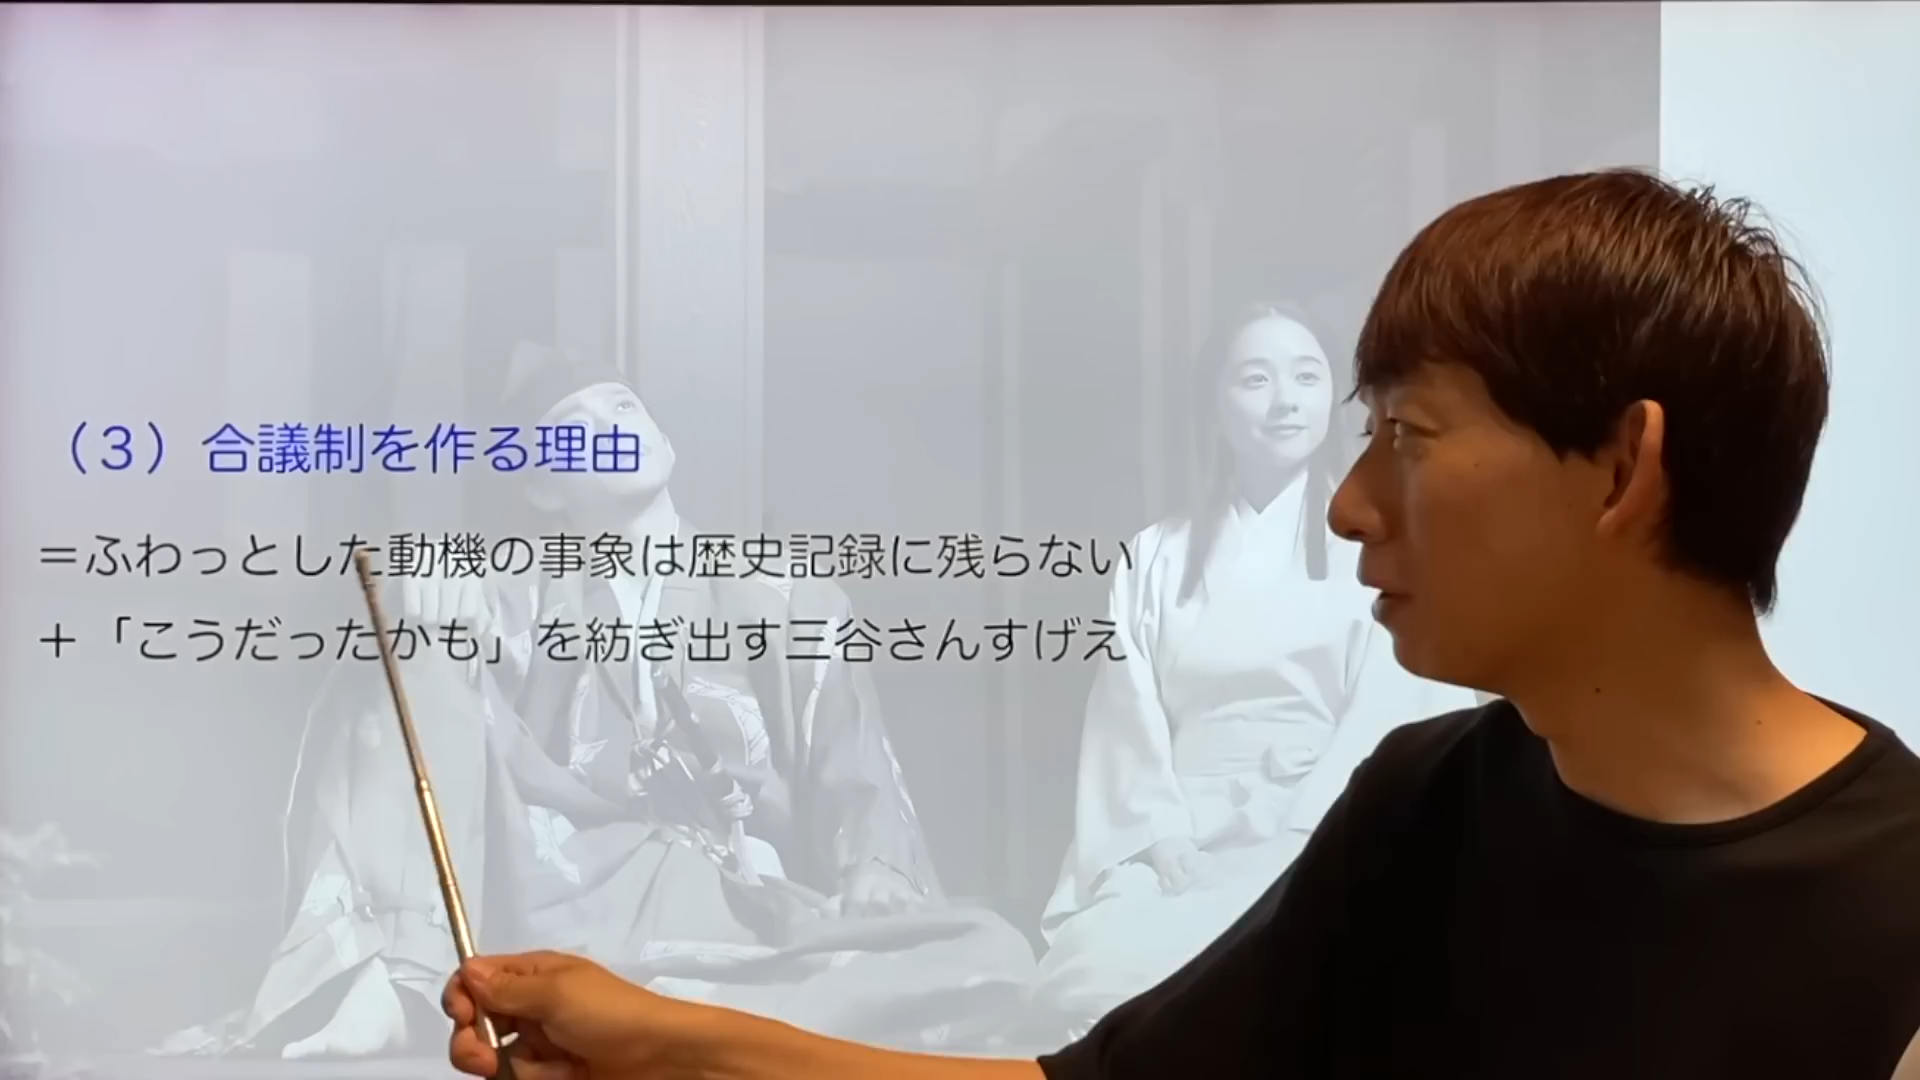 （３）合議制を作る理由
＝ふわっとした動機の事象は歴史記録に残らない
＋「こうだったかも」を紡ぎ出す三谷さんすげえ